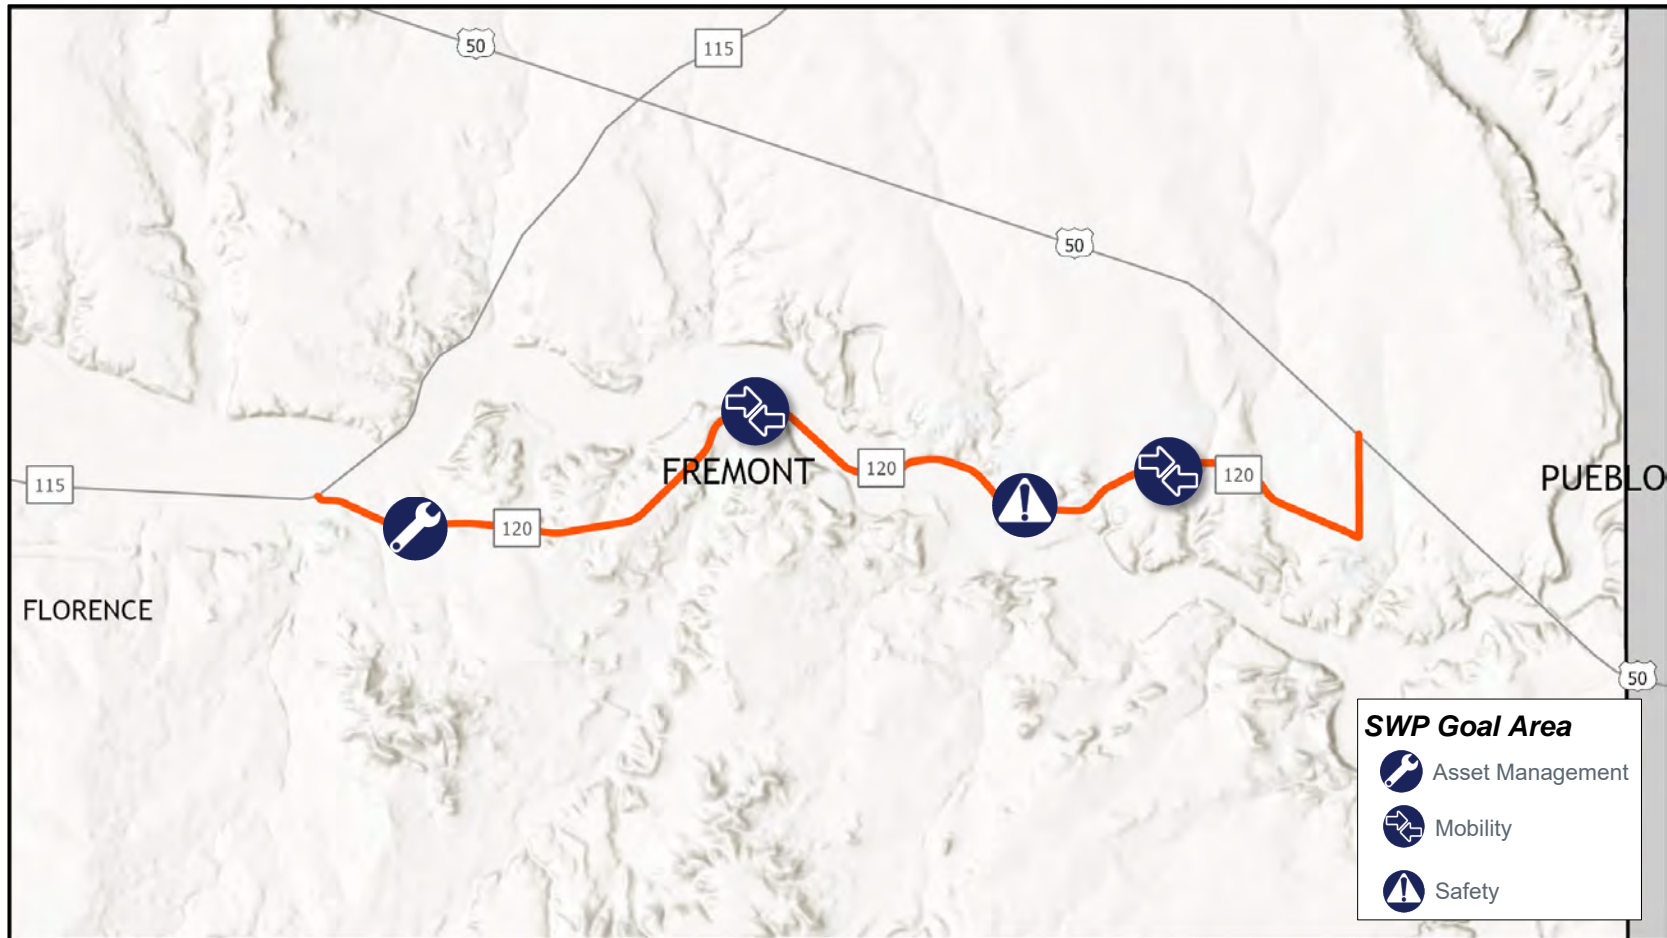 50
115
50
FREMONT
120
120
PUEBLO
115
120
FLORENCE
50
SWP Goal Area
Asset Management
Mobility
Safety